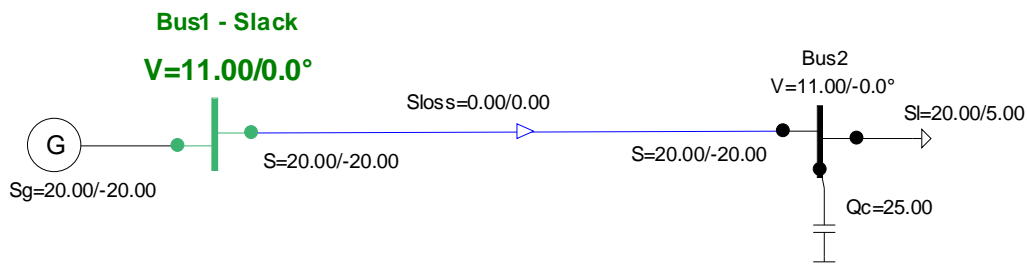 Bus1 - Slack
V=11.00/0.0°
Bus2
V=11.00/-0.0°
Sloss=0.00/0.00
Sl=20.00/5.00
G
S=20.00/-20.00
S=20.00/-20.00
Sg=20.00/-20.00
Qc=25.00